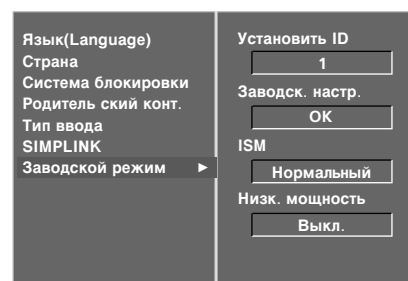 Язык(Language)
Страна
Система блокировки
Родитель ский конт.
Тип ввода
SIMPLINK
Заводской режим ►
Установить ID
1
Заводск. настр.
ОК
ISM
Нормальный
Низк. мощность
Выкл.